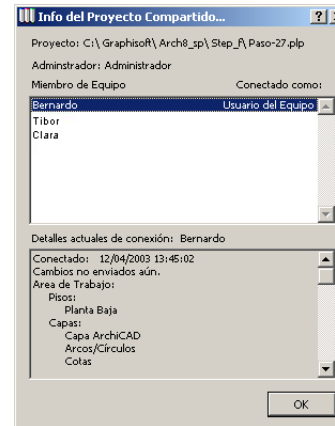 Info del Proyecto Compartido...
Proyecto: C:\ Graphisoft\ Arch8_sp\ Step_f\ Paso-27.plp
Adminstrador: Administrador
Miembro de Equipo Conectado como:
Bernardo Usuario del Equipo
Tibor
Clara
Detalles actuales de conexión: Bernardo
Conectado: 12/04/2003 13:45:02
Cambios no enviados aún.
Area de Trabajo:
Pisos:
Planta Baja
Capas:
Capa ArchiCAD
Arcos/Círculos
Cotas
OK